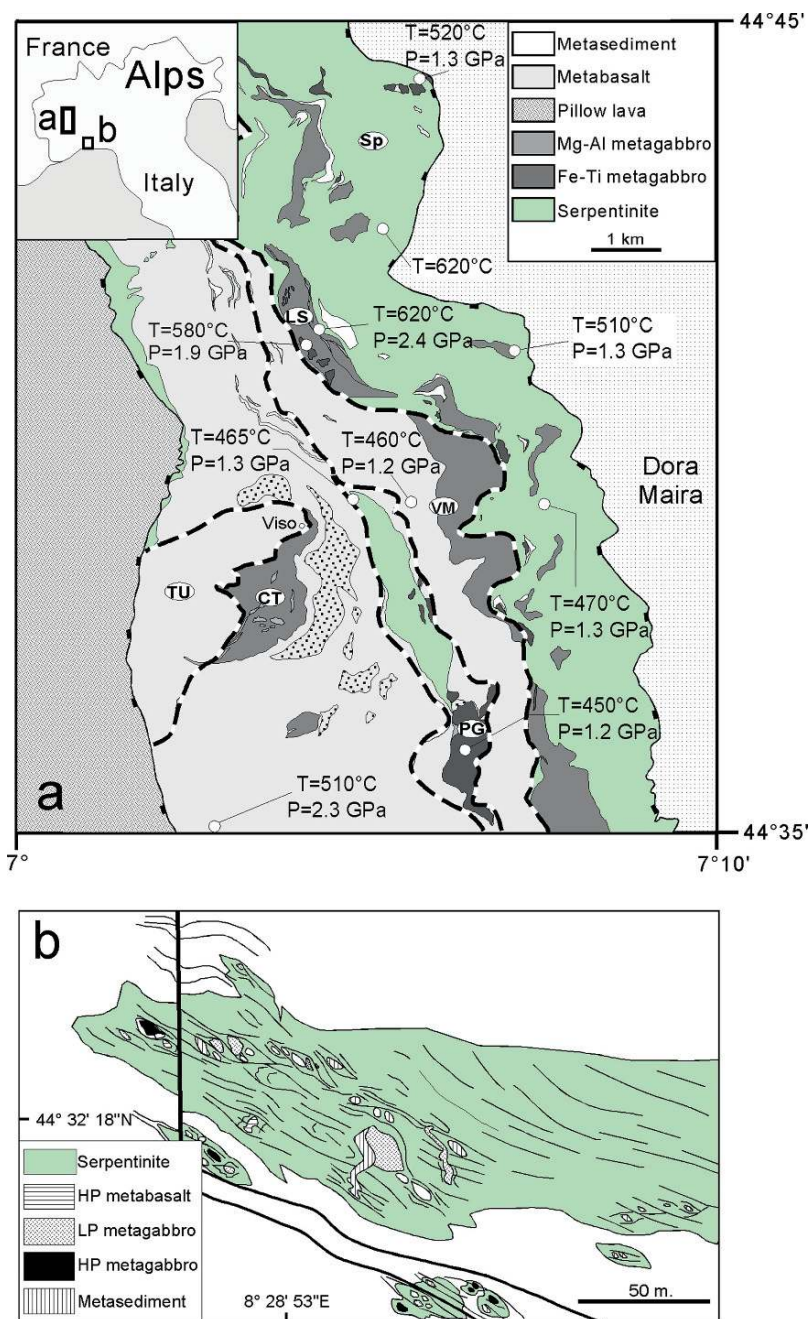 France
Alps
a
b
Italy
T=520°C
P=1.3 GPa
44°45'
Metasediment
Metabasalt
Pillow lava
Mg-Al metagabbro
Fe-Ti metagabbro
Serpentinite
1 km
Sp
T=620°C
LS
T=620°C
P=2.4 GPa
T=580°C
P=1.9 GPa
T=510°C
P=1.3 GPa
T=465°C
P=1.3 GPa
T=460°C
P=1.2 GPa
Dora
Maira
VM
Viso
TU
CT
T=470°C
P=1.3 GPa
T=450°C
P=1.2 GPa
PG
T=510°C
P=2.3 GPa
a
44°35'
7°
7°10'
b
44° 32' 18"N
Serpentinite
HP metabasalt
LP metagabbro
HP metagabbro
Metasediment
8° 28' 53"E
50 m.